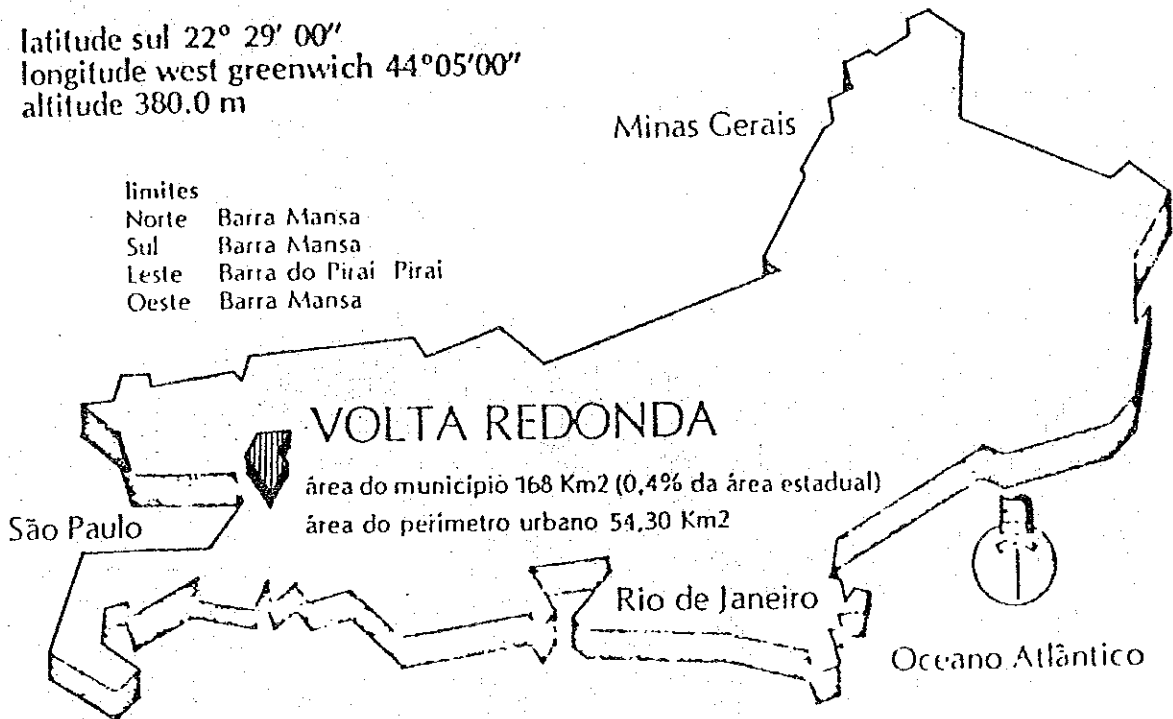 latitude sul 22° 29' 00"
longitude west greenwich 44°05'00"
altitude 380.0 m
Minas Gerais
limites
Norte Barra Mansa
Sul Barra Mansa
Leste Barra do Piraí Piraí
Oeste Barra Mansa
VOLTA REDONDA
área do município 168 Km2 (0,4% da área estadual)
área do perímetro urbano 54,30 Km2
São Paulo
Rio de Janeiro
Oceano Atlântico